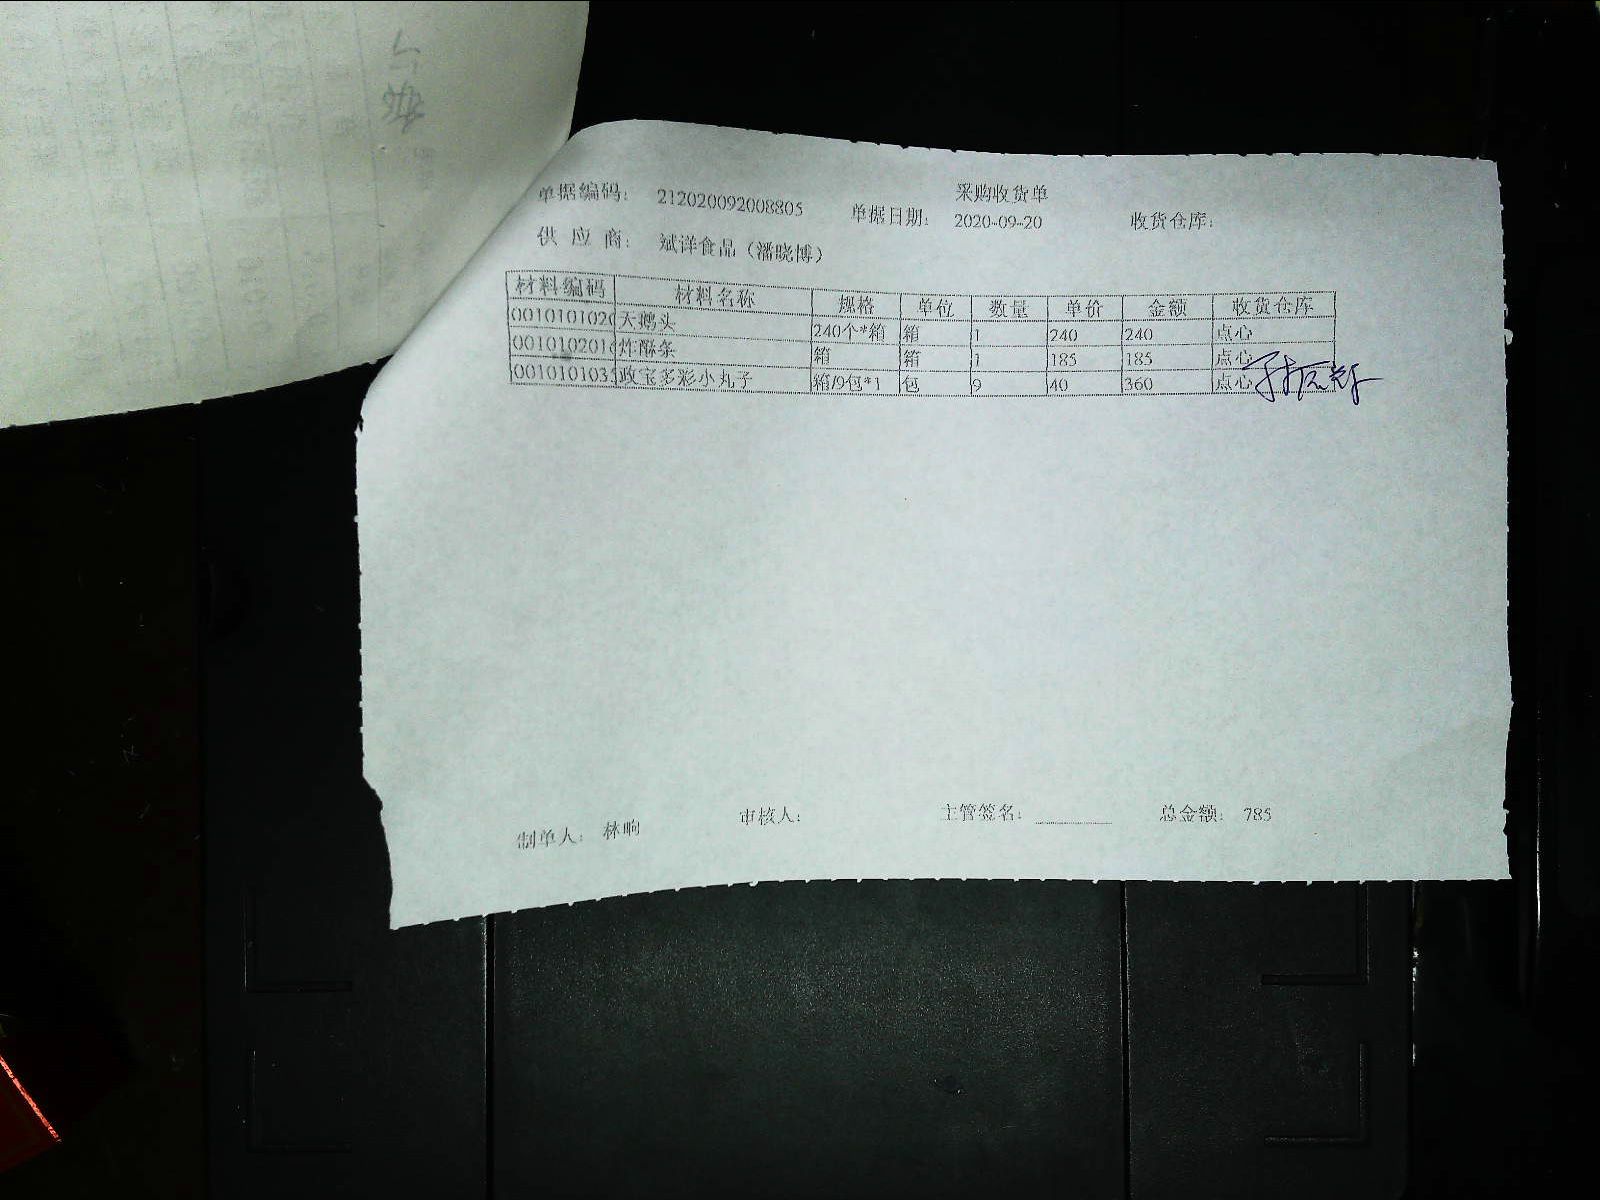 采购收货单
单据编码: 212020092008805 单据日期: 2020-09-20 收货仓库:
供 应 商: 斌详食品（潘晓博）
材料编码 材料名称 规格 单位 数量 单价 金额 收货仓库
0010101020 天鹅头 240个*箱 箱 1 240 240 点心
0010102016 炸酥条 箱 箱 1 185 185 点心
001010103 政宝多彩小丸子 箱/9包*1 包 9 40 360 点心
制单人: 林响 审核人: 主管签名: 总金额: 785